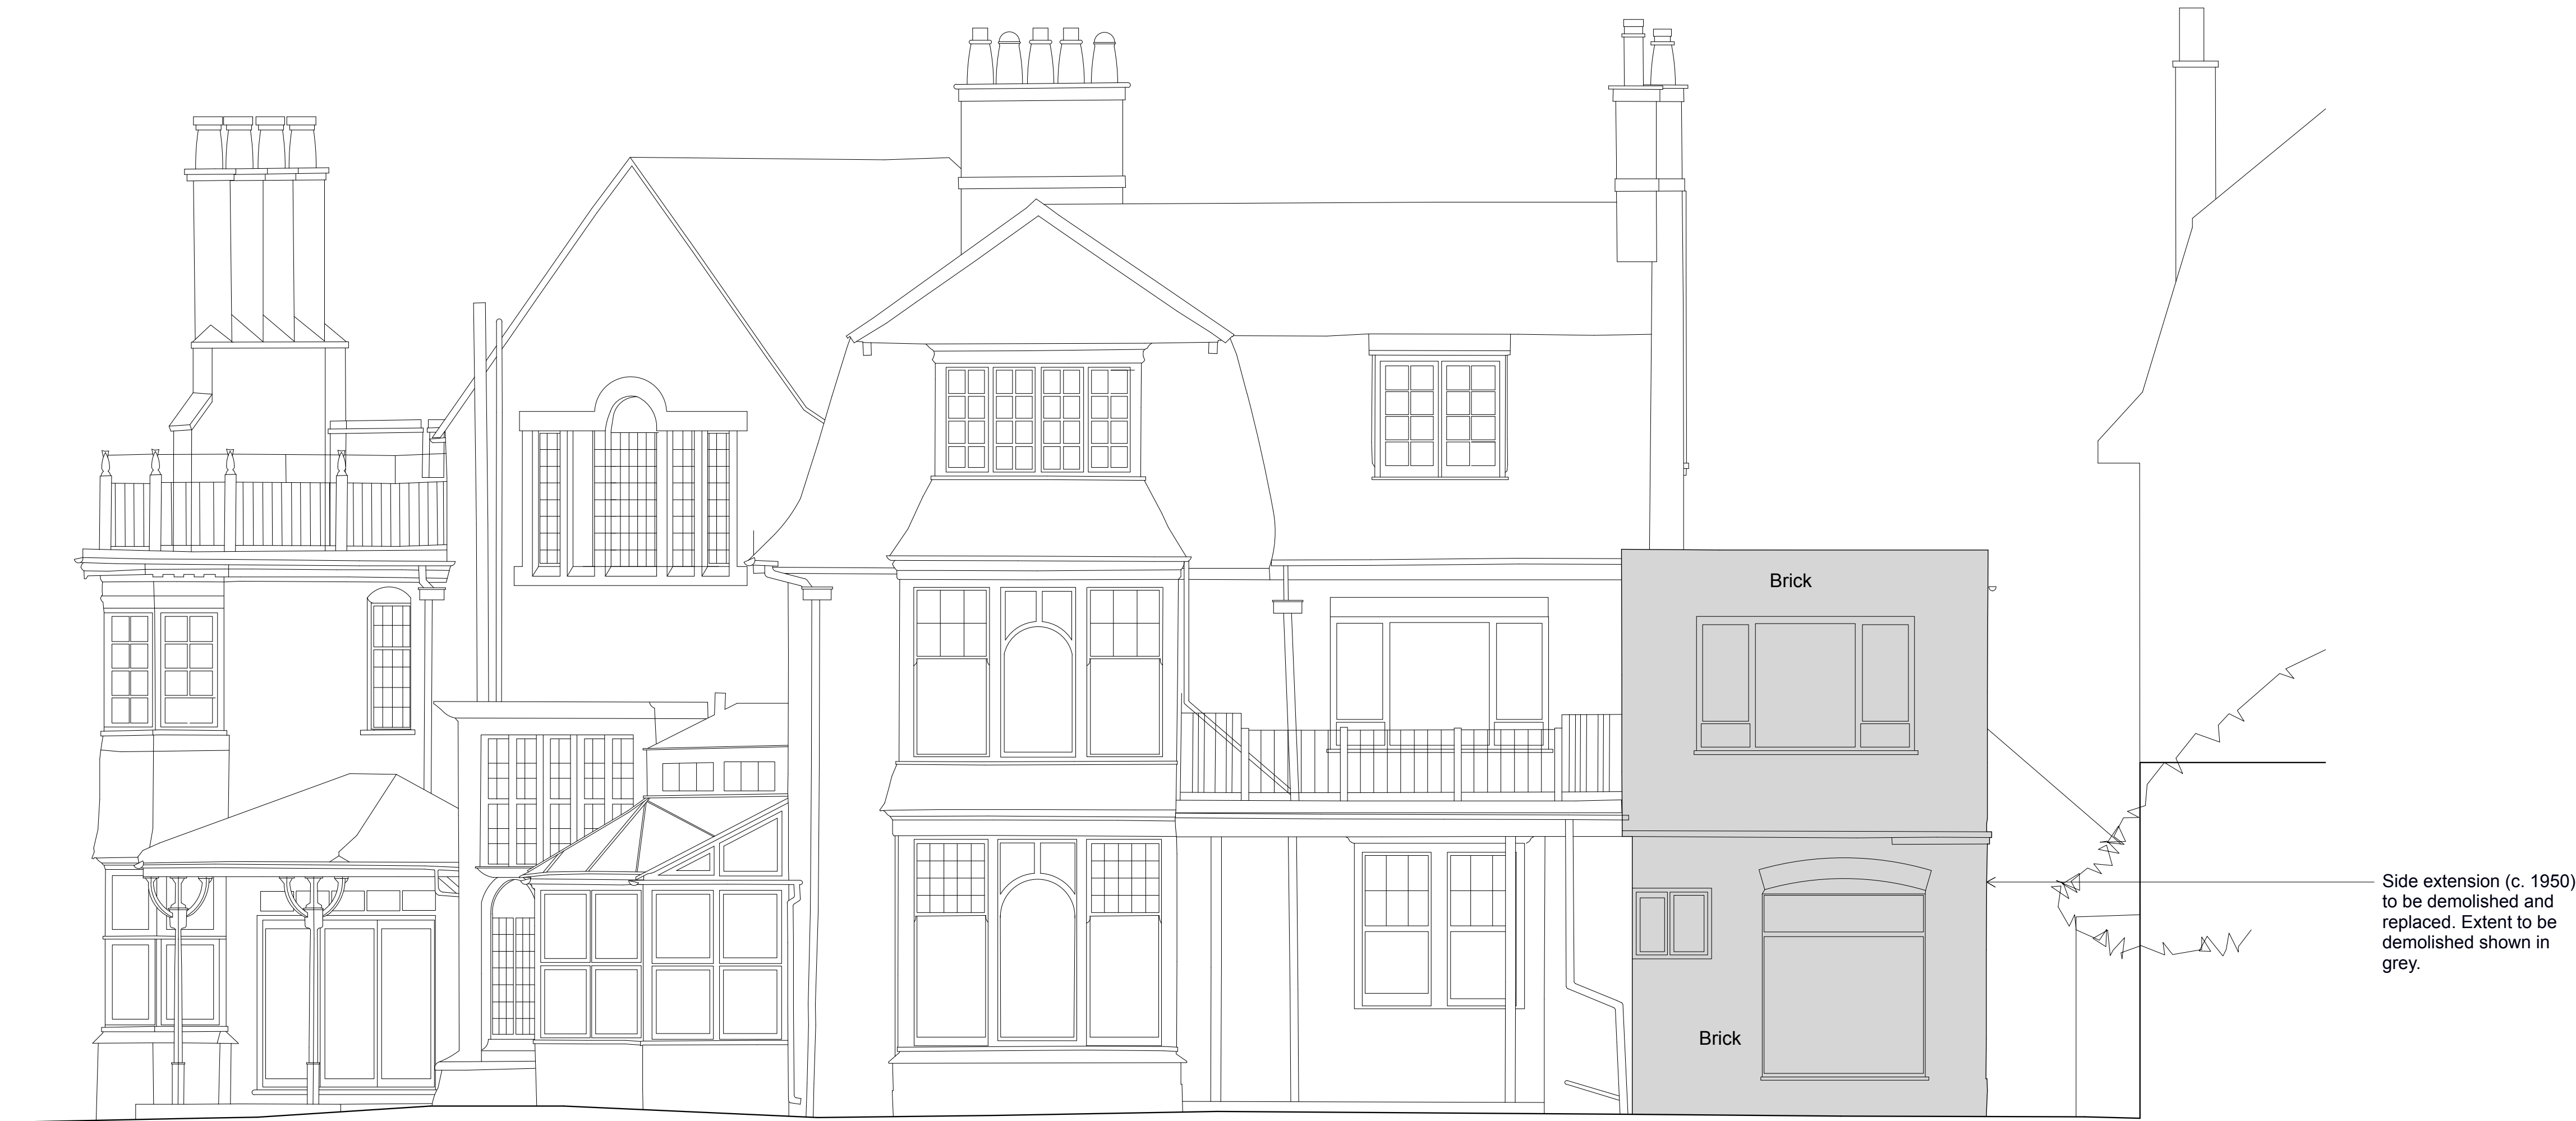 Brick
Side extension (c. 1950)
to be demolished and
replaced. Extent to be
demolished shown in
grey.
Brick